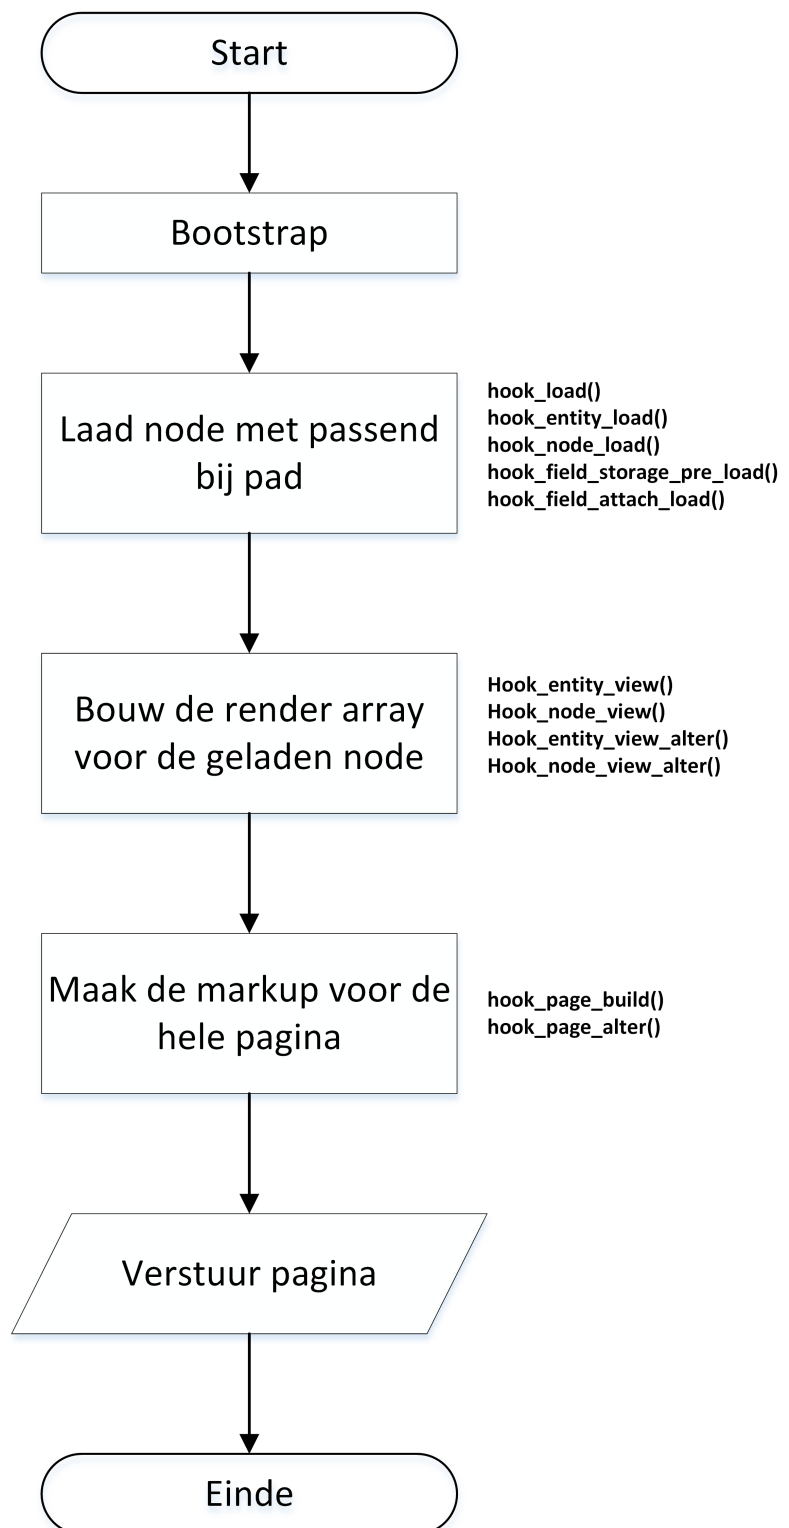 Start
Bootstrap
Laad node met passend
bij pad
hook_load()
hook_entity_load()
hook_node_load()
hook_field_storage_pre_load()
hook_field_attach_load()
Bouw de render array
voor de geladen node
Hook_entity_view()
Hook_node_view()
Hook_entity_view_alter()
Hook_node_view_alter()
Maak de markup voor de
hele pagina
hook_page_build()
hook_page_alter()
Verstuur pagina
Einde